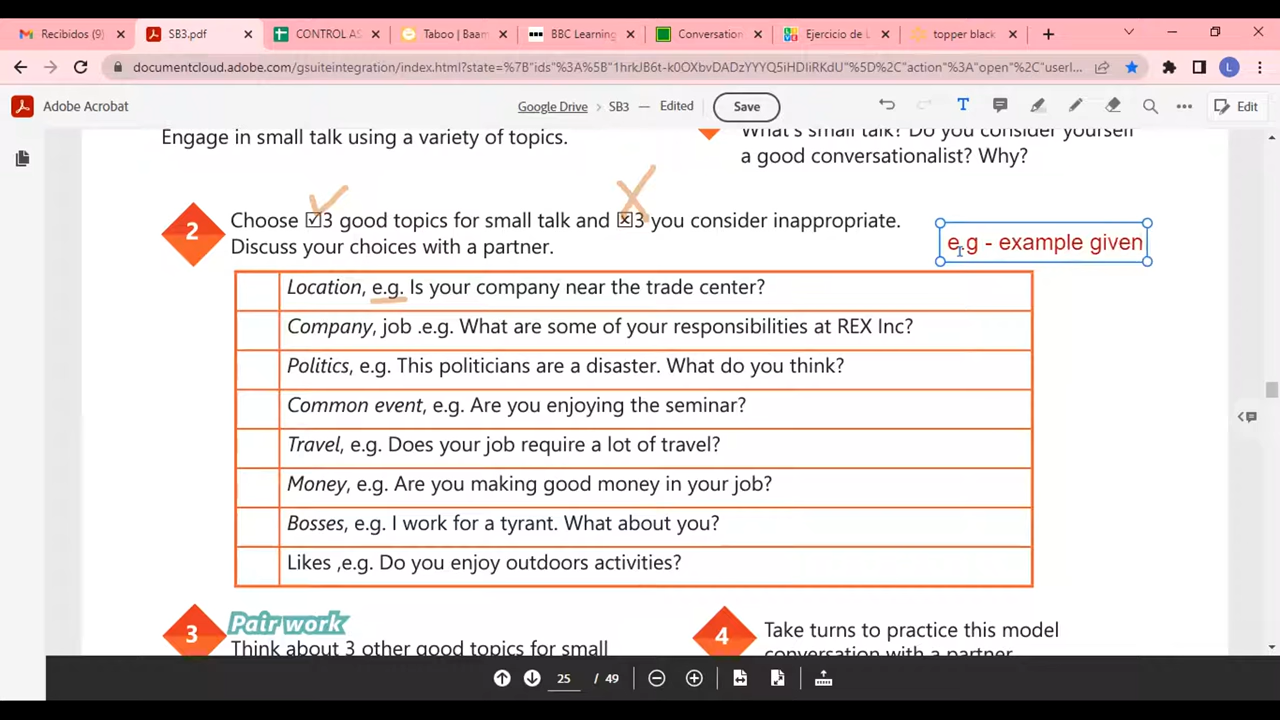 Recibidos (9)
SB3.pdf
CONTROL AS
Taboo | Baam
BBC Learning
Conversation
Ejercicio de L
topper black
documentcloud.adobe.com/gsuiteintegration/index.html?state=%7B"ids"%3A%5B"1hrkJB6t-k0OXbvDADzYYYQ5iHDIiRKdU"%5D%2C"action"%3A"open"%2C"userI...
L
Adobe Acrobat
Google Drive > SB3 — Edited
Save
T
Edit
Engage in small talk using a variety of topics.
What's small talk? Do you consider yourself
a good conversationalist? Why?
2
Choose ☑3 good topics for small talk and ☒3 you consider inappropriate.
Discuss your choices with a partner.
e.g - example given
Location, e.g. Is your company near the trade center?
Company, job .e.g. What are some of your responsibilities at REX Inc?
Politics, e.g. This politicians are a disaster. What do you think?
Common event, e.g. Are you enjoying the seminar?
Travel, e.g. Does your job require a lot of travel?
Money, e.g. Are you making good money in your job?
Bosses, e.g. I work for a tyrant. What about you?
Likes ,e.g. Do you enjoy outdoors activities?
3
Pair work
Think about 3 other good topics for small
4
Take turns to practice this model
conversation with a partner
25 / 49